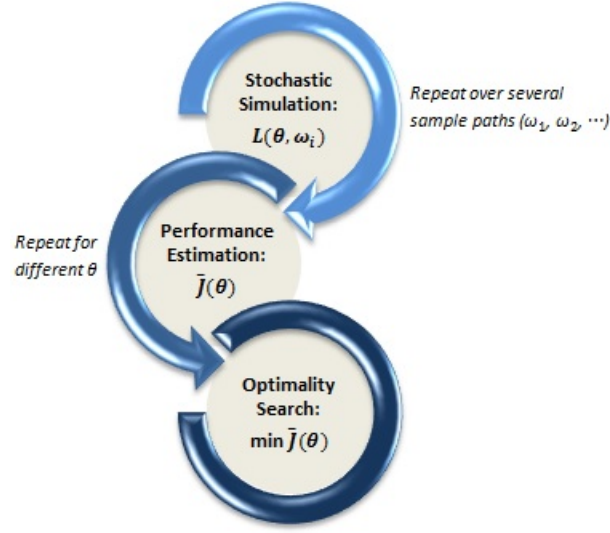 Stochastic
Simulation:
L(θ, ωᵢ)
Repeat over several
sample paths (ω₁, ω₂, ⋯)
Performance
Estimation:
J̄(θ)
Repeat for
different θ
Optimality
Search:
min J̄(θ)